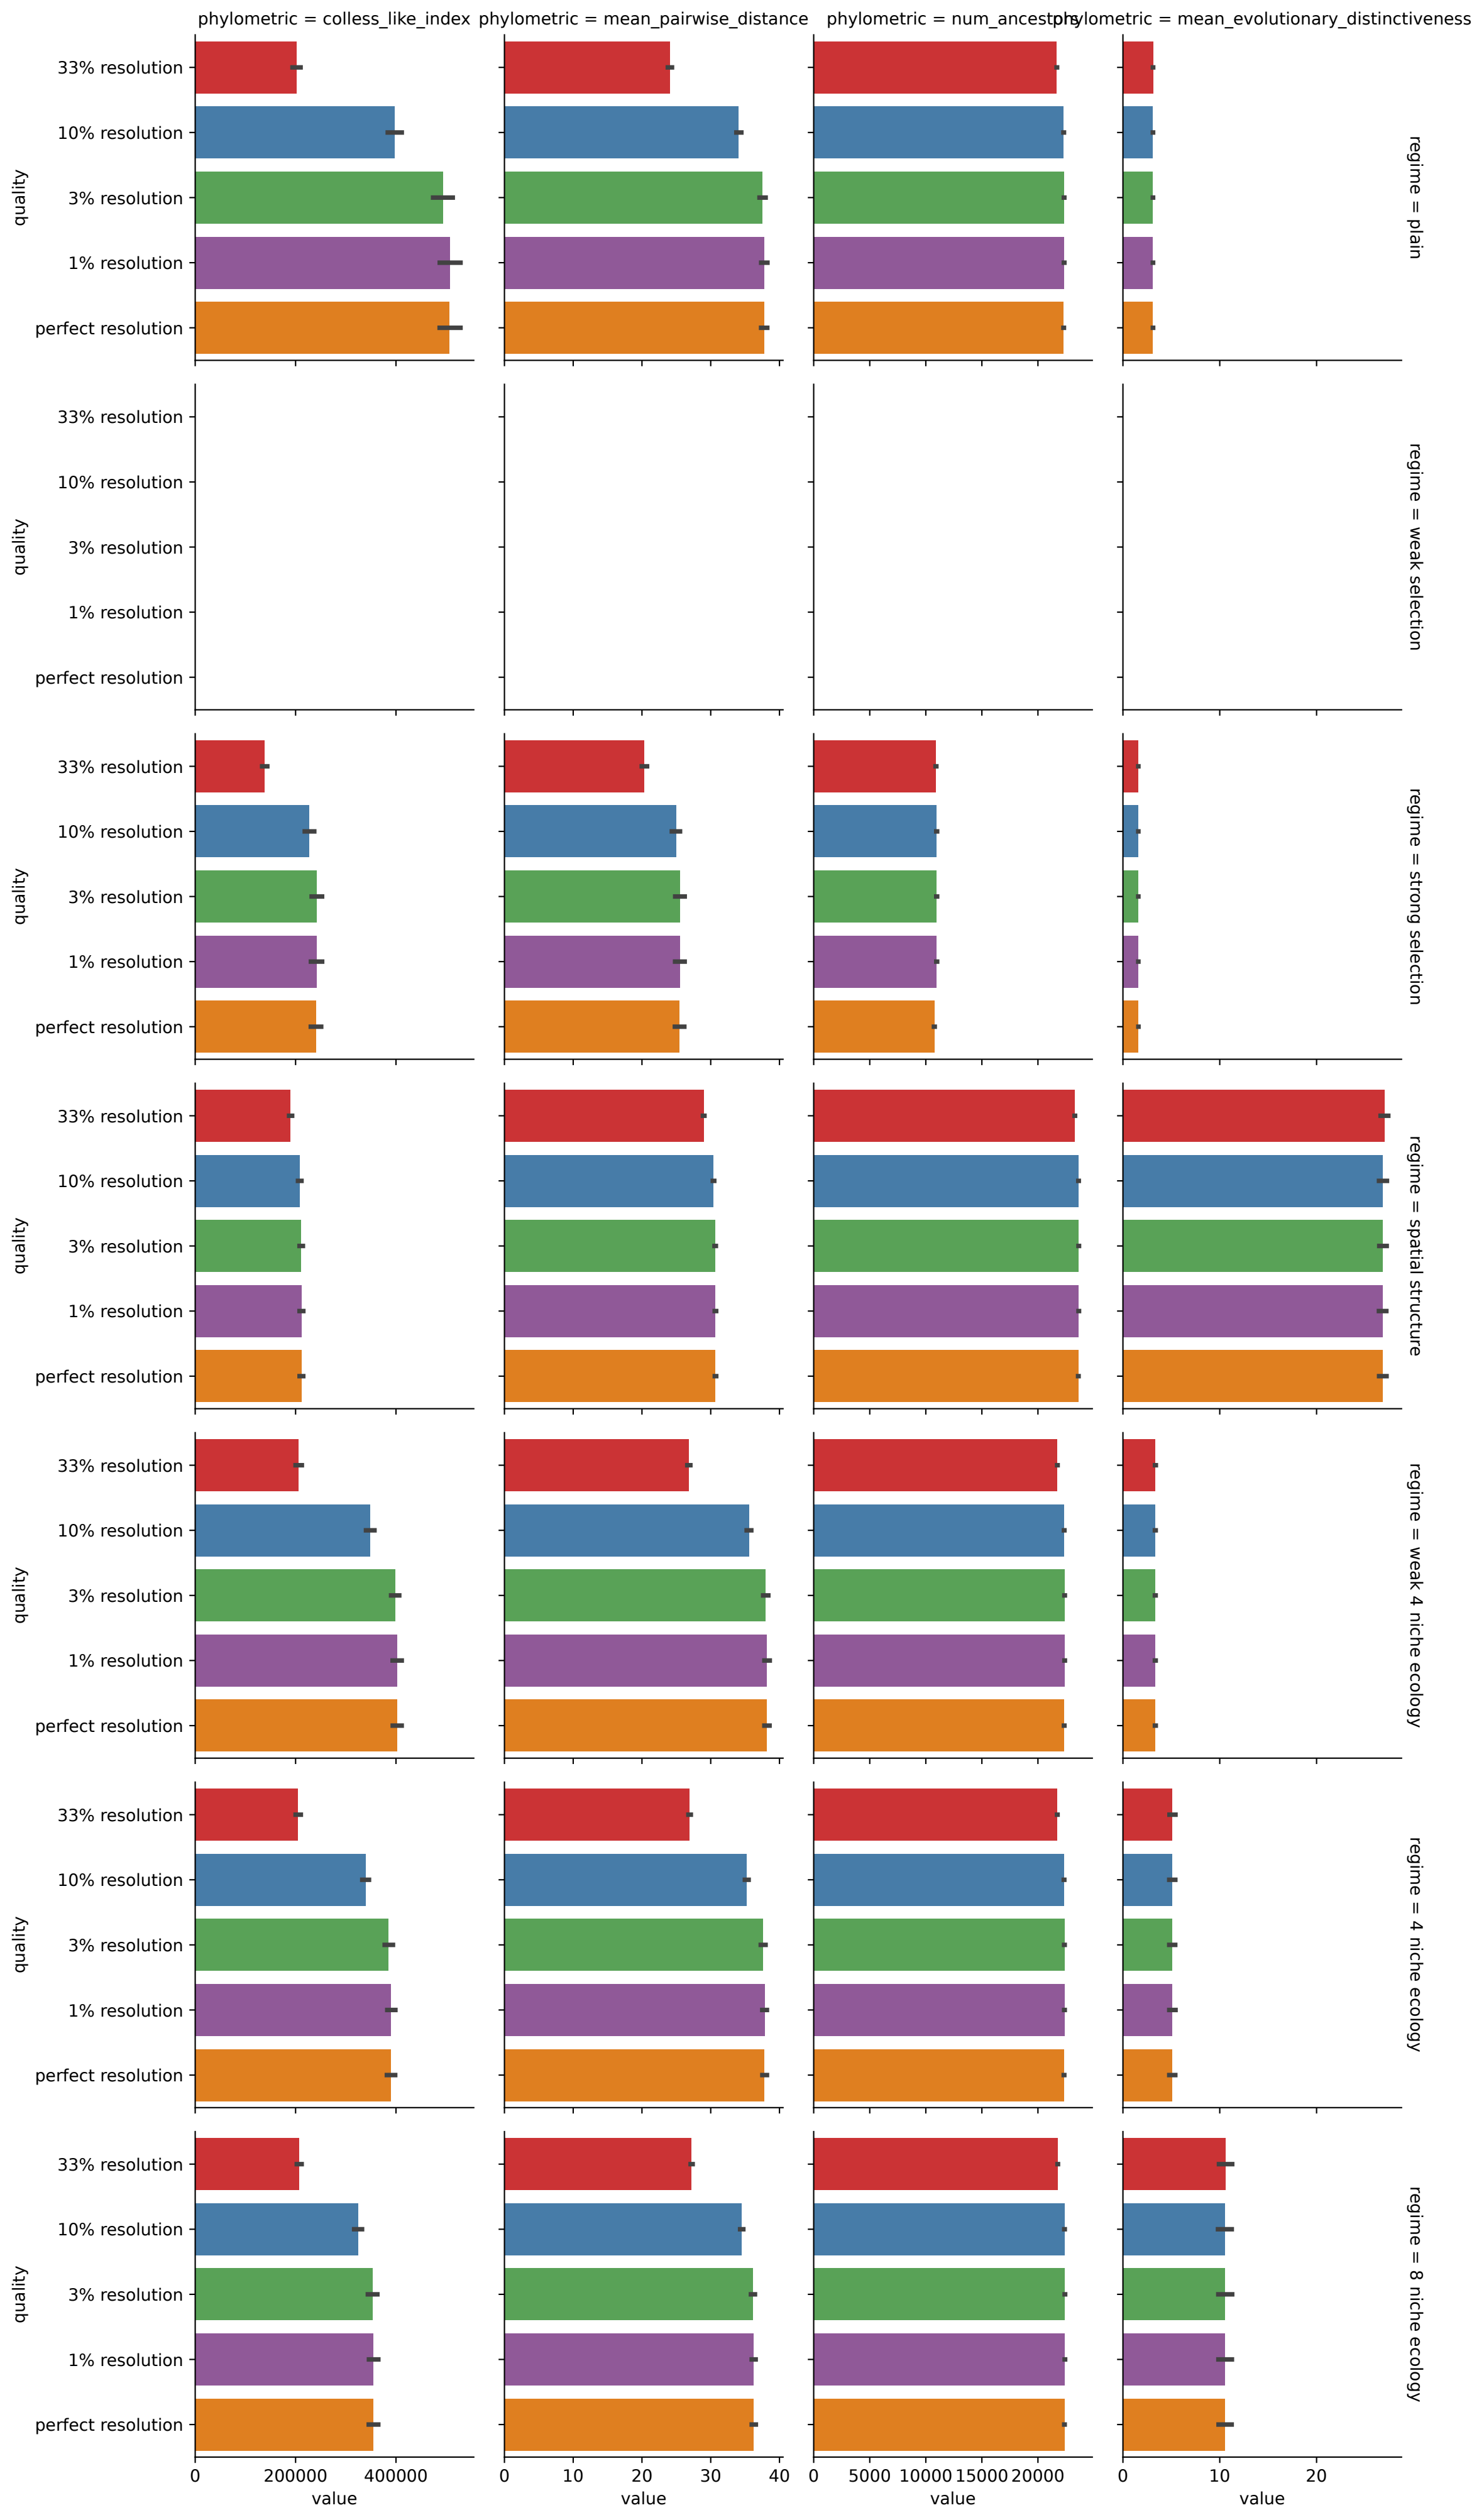 phylometric = colless_like_index
phylometric = mean_pairwise_distance
phylometric = num_ancestors
phylometric = mean_evolutionary_distinctiveness
quality
33% resolution
10% resolution
3% resolution
1% resolution
perfect resolution
regime = plain
quality
33% resolution
10% resolution
3% resolution
1% resolution
perfect resolution
regime = weak selection
quality
33% resolution
10% resolution
3% resolution
1% resolution
perfect resolution
regime = strong selection
quality
33% resolution
10% resolution
3% resolution
1% resolution
perfect resolution
regime = spatial structure
quality
33% resolution
10% resolution
3% resolution
1% resolution
perfect resolution
regime = weak 4 niche ecology
quality
33% resolution
10% resolution
3% resolution
1% resolution
perfect resolution
regime = 4 niche ecology
quality
33% resolution
10% resolution
3% resolution
1% resolution
perfect resolution
regime = 8 niche ecology
0 200000 400000
0 10 20 30 40
0 5000 10000 15000 20000
0 10 20
value
value
value
value